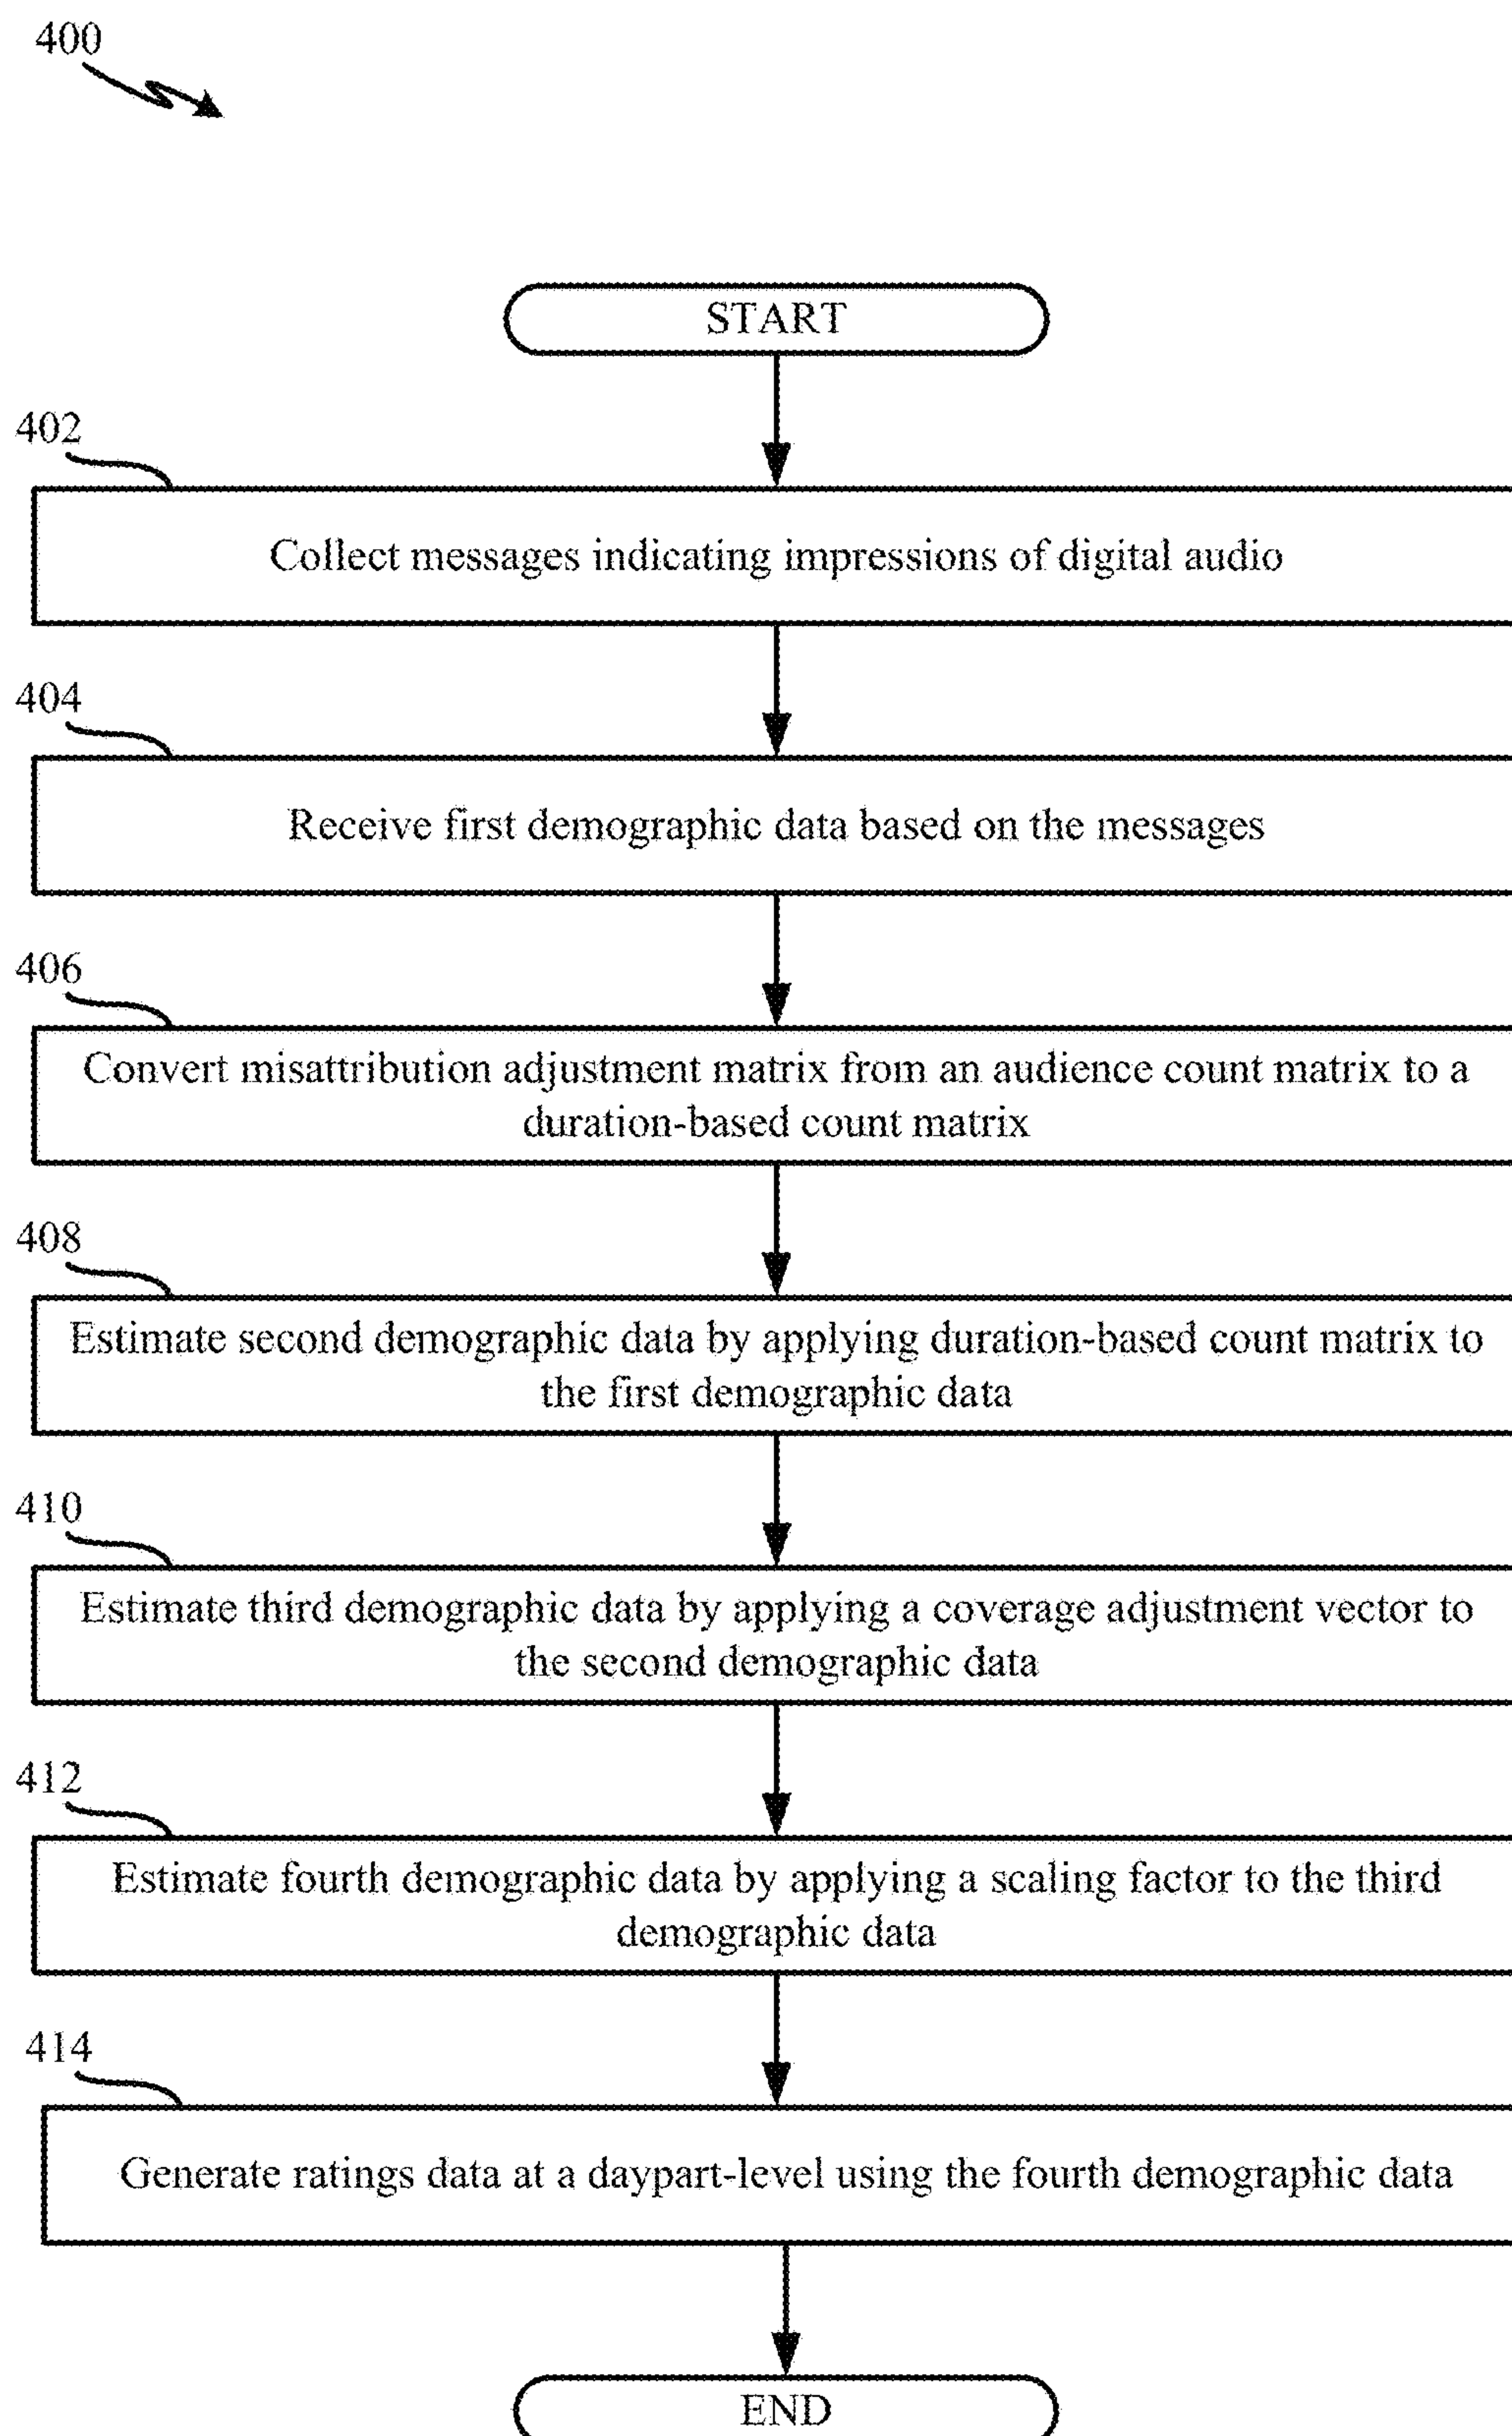 400
START
402
Collect messages indicating impressions of digital audio
404
Receive first demographic data based on the messages
406
Convert misattribution adjustment matrix from an audience count matrix to a
duration-based count matrix
408
Estimate second demographic data by applying duration-based count matrix to
the first demographic data
410
Estimate third demographic data by applying a coverage adjustment vector to
the second demographic data
412
Estimate fourth demographic data by applying a scaling factor to the third
demographic data
414
Generate ratings data at a daypart-level using the fourth demographic data
END